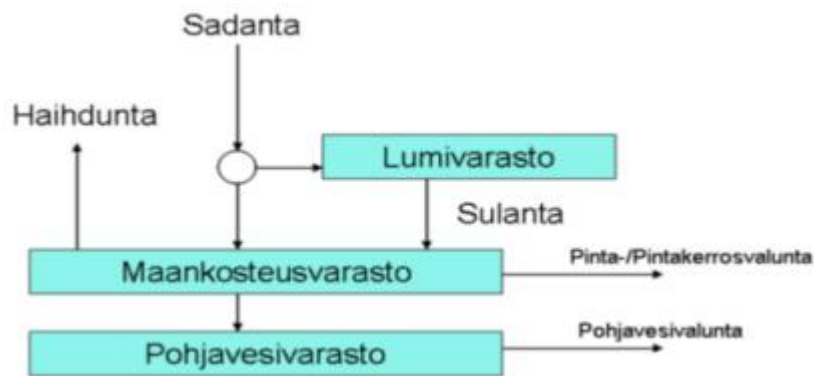 Sadanta
Haihdunta
Lumivarasto
Sulanta
Maankosteusvarasto
Pinta-/Pintakerrosvalunta
Pohjavesivarasto
Pohjavesivalunta